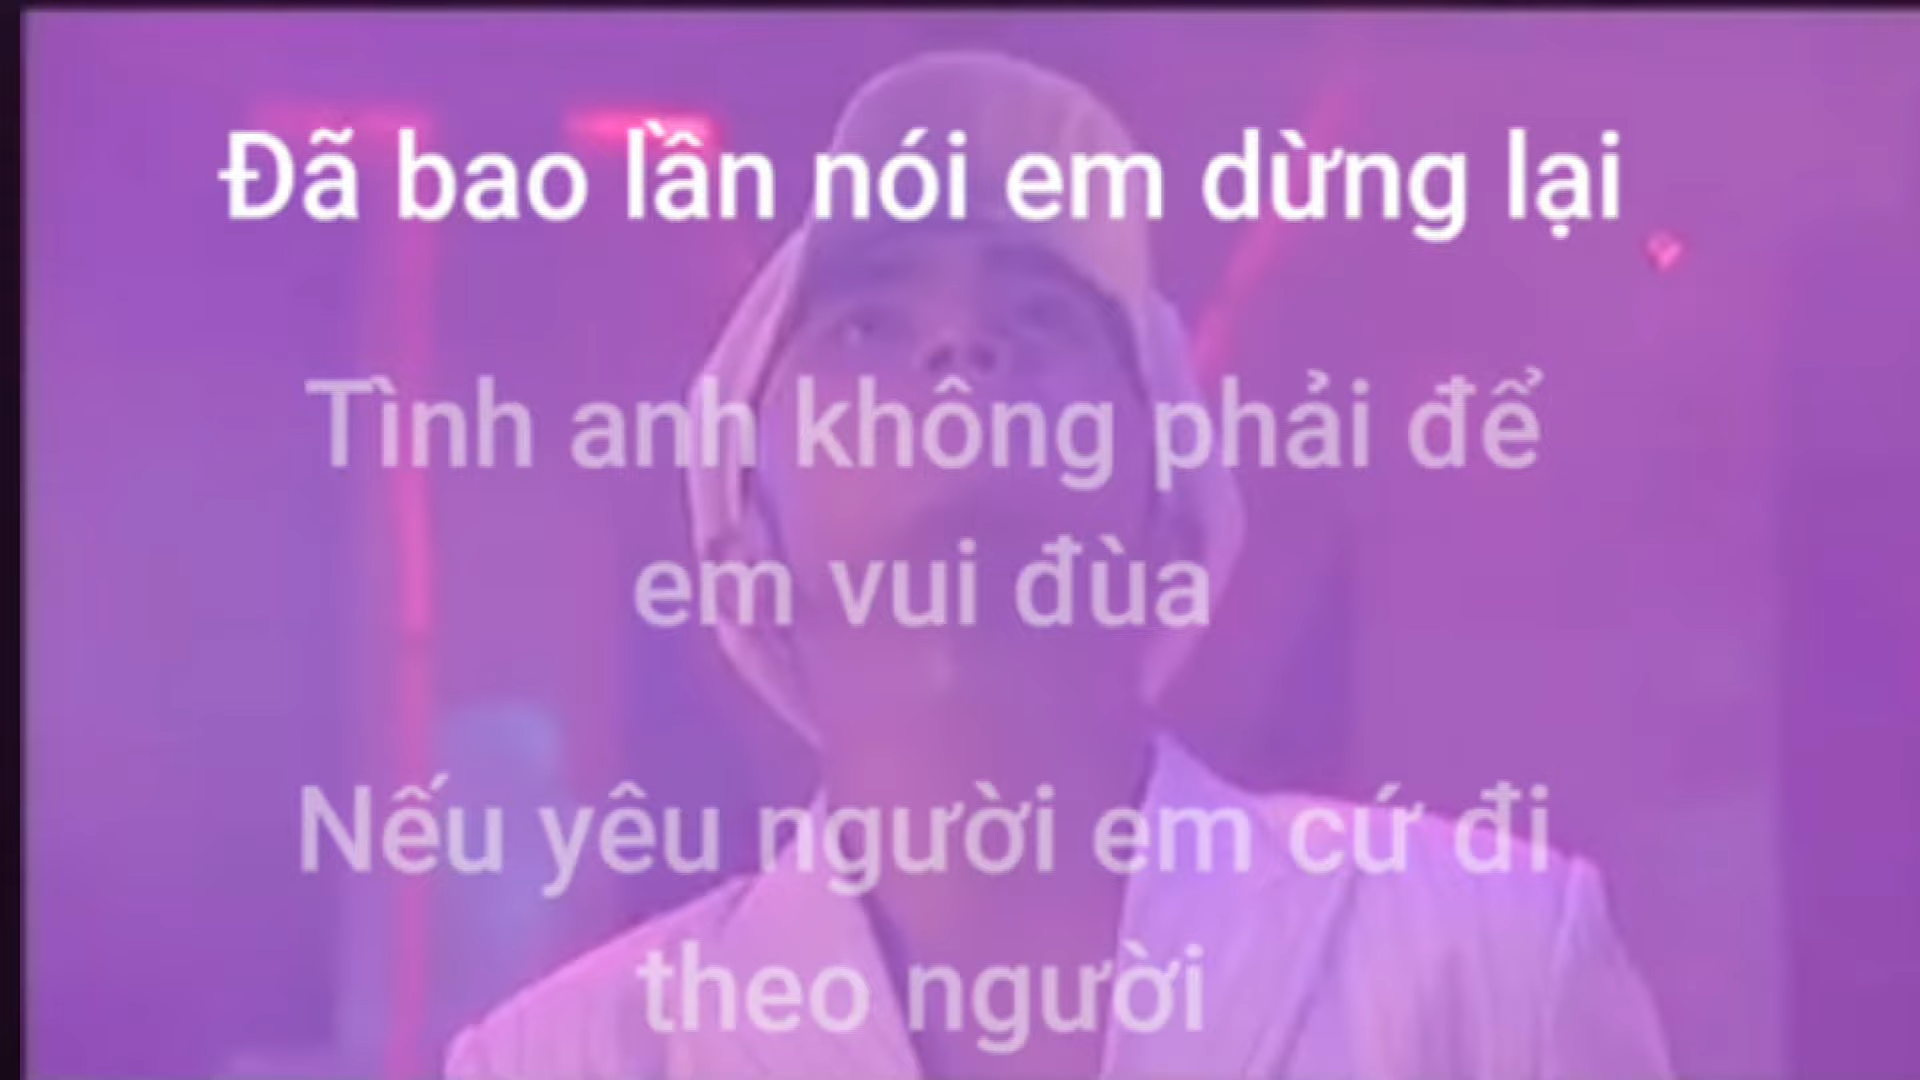 Đã bao lần nói em dừng lại
Tình anh không phải để
em vui đùa
Nếu yêu người em cứ đi
theo người